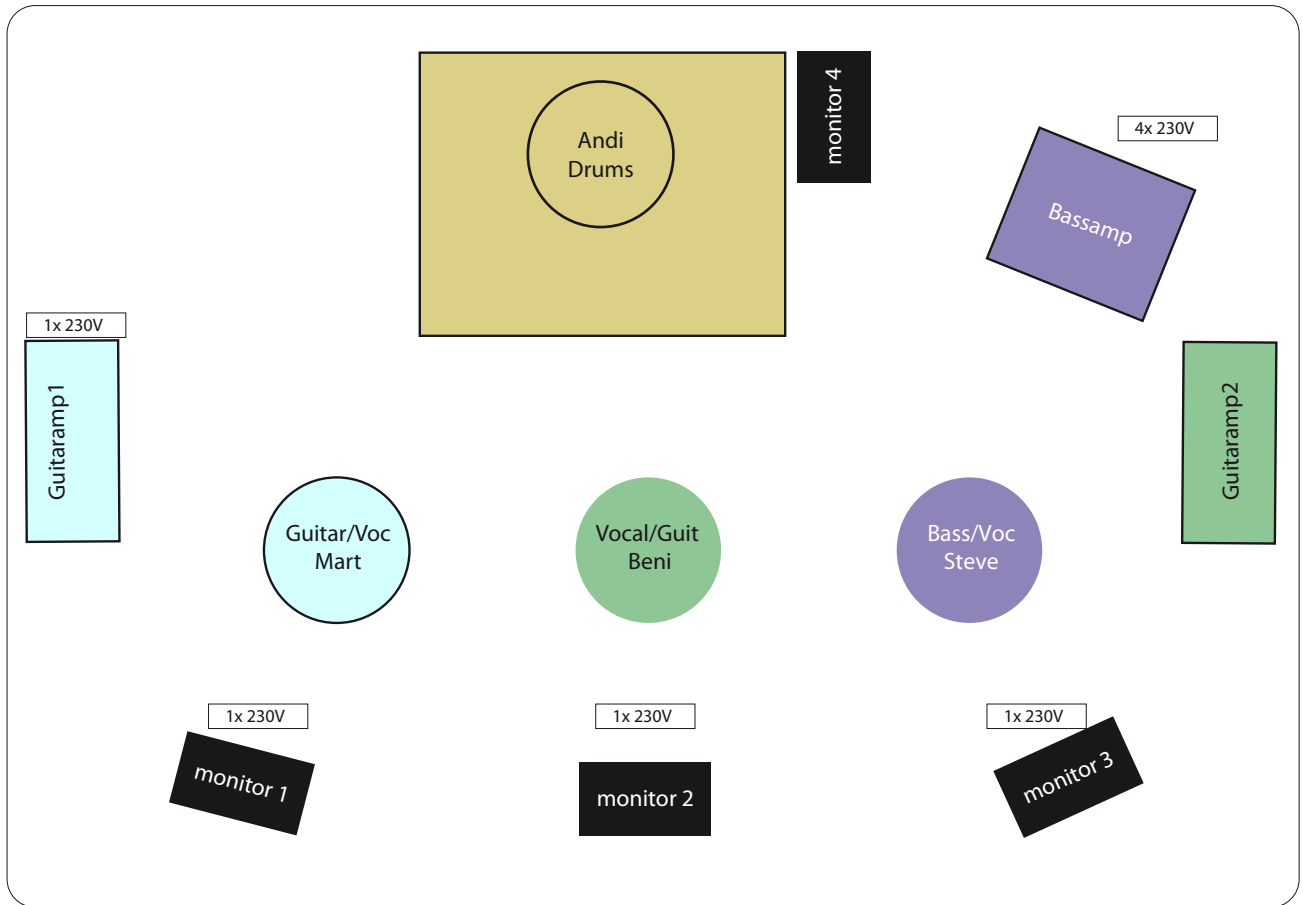 Andi
Drums
monitor 4
4x 230V
Bassamp
1x 230V
Guitaramp1
Guitaramp2
Guitar/Voc
Mart
Vocal/Guit
Beni
Bass/Voc
Steve
1x 230V
1x 230V
1x 230V
monitor 1
monitor 2
monitor 3